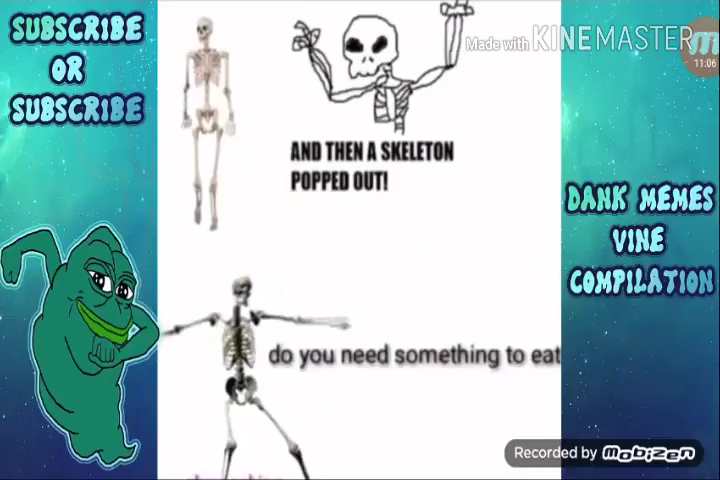 SUBSCRIBE
OR
SUBSCRIBE
Made with KINEMASTER
11:06
AND THEN A SKELETON
POPPED OUT!
DANK MEMES
VINE
COMPILATION
do you need something to eat
Recorded by Mobizen